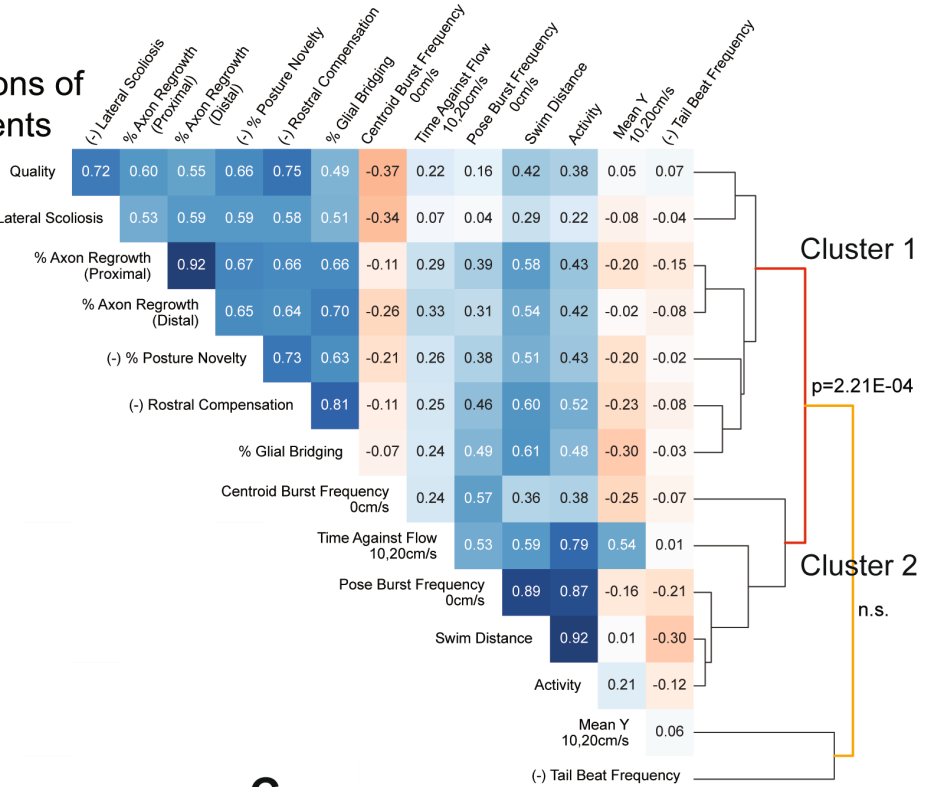 ons of
ents
(-) Lateral Scoliosis
% Axon Regrowth
(Proximal)
% Axon Regrowth
(Distal)
(-) % Posture Novelty
(-) Rostral Compensation
% Glial Bridging
Centroid Burst Frequency
0cm/s
Time Against Flow
10,20cm/s
Pose Burst Frequency
0cm/s
Swim Distance
Activity
Mean Y
10,20cm/s
(-) Tail Beat Frequency
Quality 0.72 0.60 0.55 0.66 0.75 0.49 -0.37 0.22 0.16 0.42 0.38 0.05 0.07
Lateral Scoliosis 0.53 0.59 0.59 0.58 0.51 -0.34 0.07 0.04 0.29 0.22 -0.08 -0.04
% Axon Regrowth
(Proximal) 0.92 0.67 0.66 0.66 -0.11 0.29 0.39 0.58 0.43 -0.20 -0.15
% Axon Regrowth
(Distal) 0.65 0.64 0.70 -0.26 0.33 0.31 0.54 0.42 -0.02 -0.08
(-) % Posture Novelty 0.73 0.63 -0.21 0.26 0.38 0.51 0.43 -0.20 -0.02
(-) Rostral Compensation 0.81 -0.11 0.25 0.46 0.60 0.52 -0.23 -0.08
% Glial Bridging -0.07 0.24 0.49 0.61 0.48 -0.30 -0.03
Centroid Burst Frequency
0cm/s 0.24 0.57 0.36 0.38 -0.25 -0.07
Time Against Flow
10,20cm/s 0.53 0.59 0.79 0.54 0.01
Pose Burst Frequency
0cm/s 0.89 0.87 -0.16 -0.21
Swim Distance 0.92 0.01 -0.30
Activity 0.21 -0.12
Mean Y
10,20cm/s 0.06
(-) Tail Beat Frequency
Cluster 1
p=2.21E-04
Cluster 2
n.s.